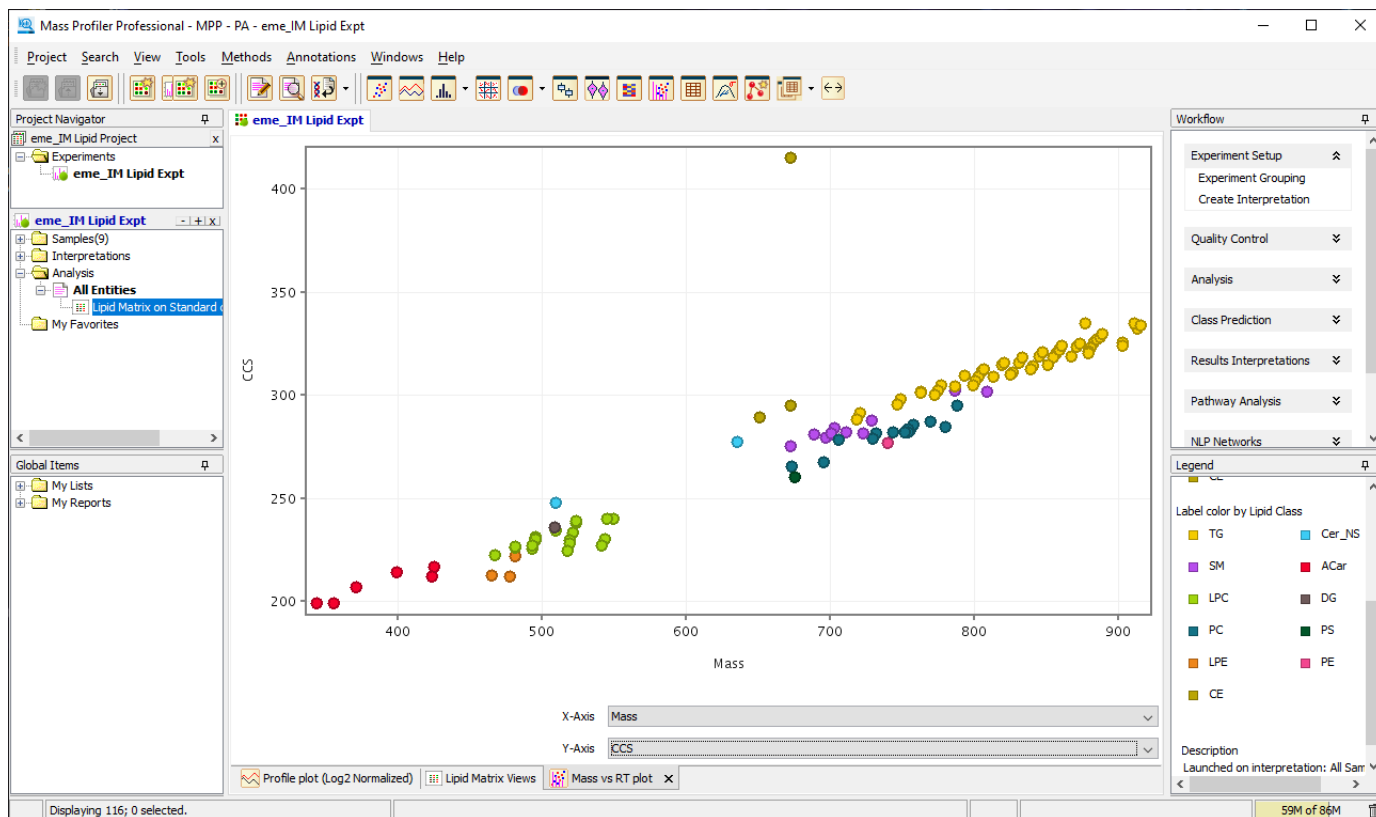 Mass Profiler Professional - MPP - PA - eme_IM Lipid Expt
Project Search View Tools Methods Annotations Windows Help
Project Navigator
eme_IM Lipid Project x
Experiments
eme_IM Lipid Expt
eme_IM Lipid Expt - + x
Samples(9)
Interpretations
Analysis
All Entities
Lipid Matrix on Standard
My Favorites
Global Items
My Lists
My Reports
eme_IM Lipid Expt
400
350
300
250
200
CCS
400 500 600 700 800 900
Mass
X-Axis Mass
Y-Axis CCS
Profile plot (Log2 Normalized) Lipid Matrix Views Mass vs RT plot
Workflow
Experiment Setup
Experiment Grouping
Create Interpretation
Quality Control
Analysis
Class Prediction
Results Interpretations
Pathway Analysis
NLP Networks
Legend
CE
Label color by Lipid Class
TG Cer_NS
SM ACar
LPC DG
PC PS
LPE PE
CE
Description
Launched on interpretation: All Sam
Displaying 116; 0 selected.
59M of 86M